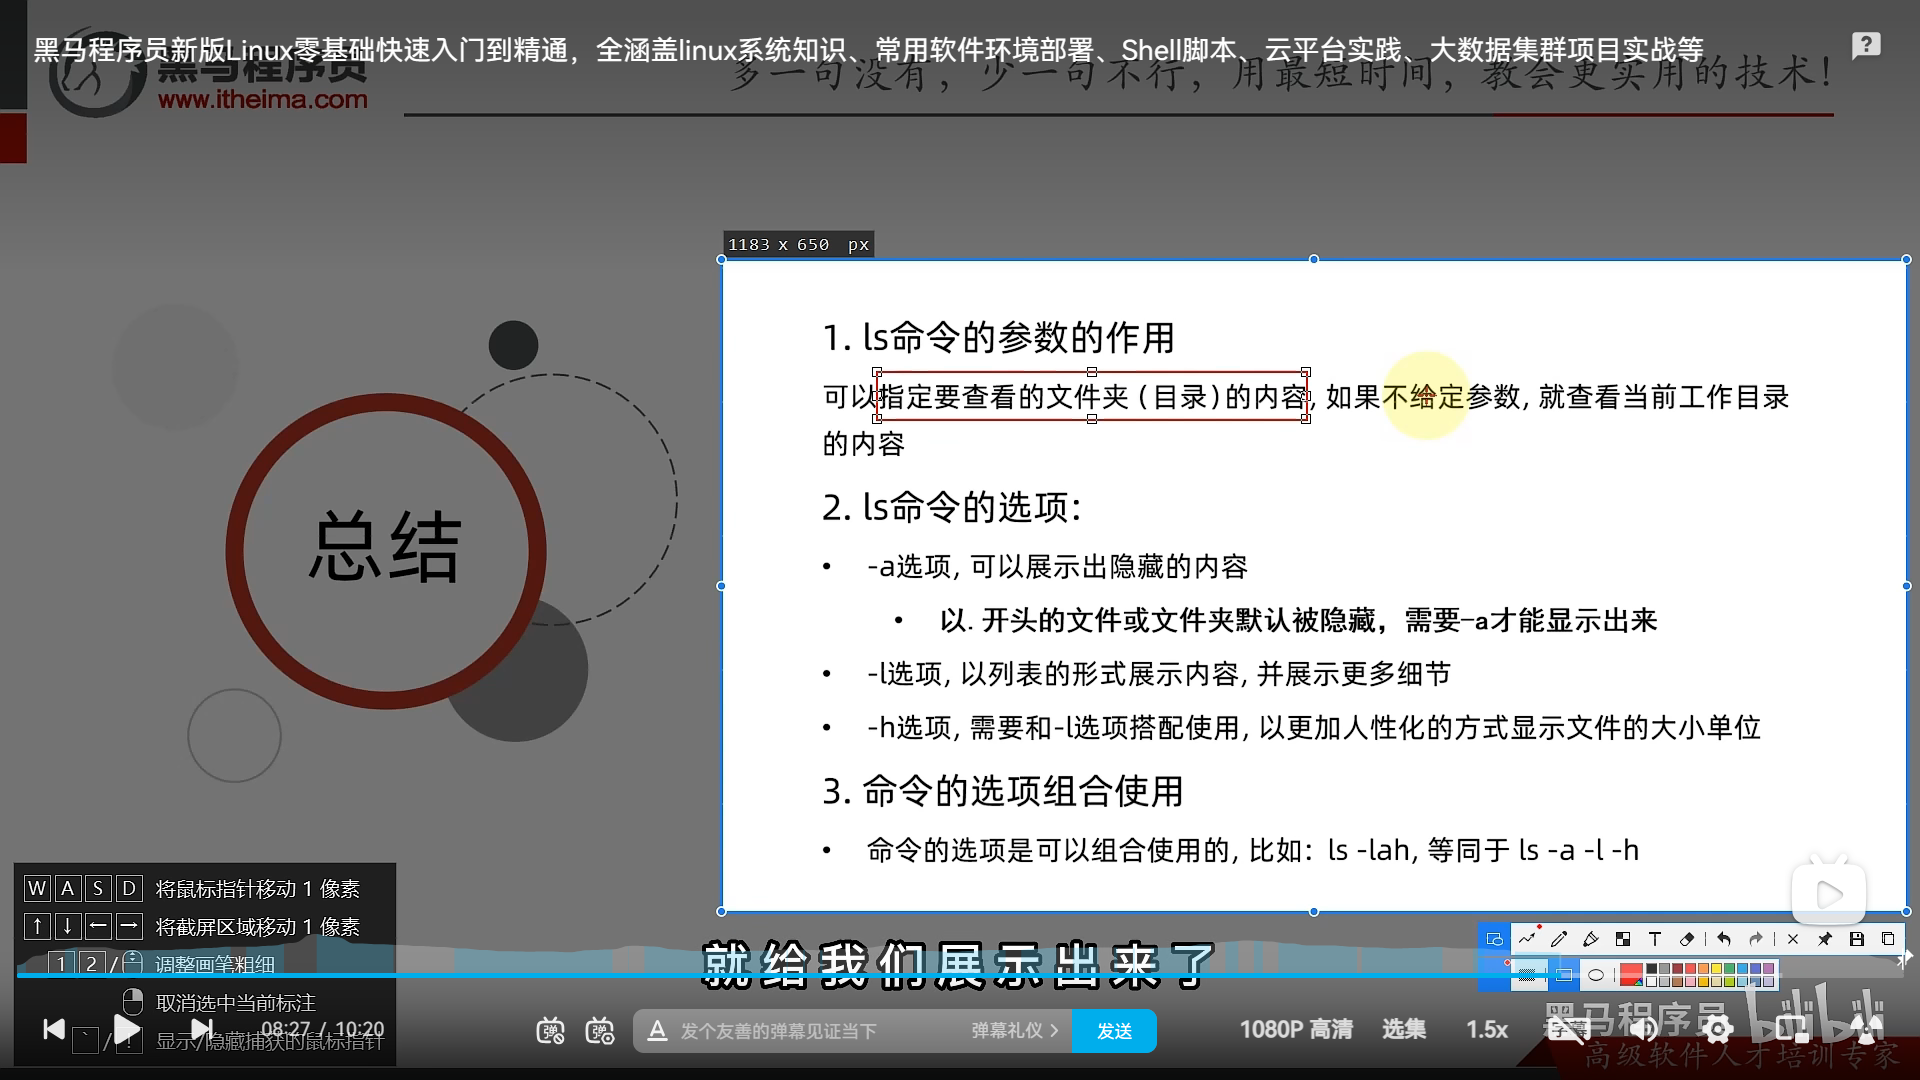 黑马程序员新版Linux零基础快速入门到精通，全涵盖linux系统知识、常用软件环境部署、Shell脚本、云平台实践、大数据集群项目实战等
黑马程序员
www.itheima.com
多一句没有，少一句不行，用最短时间，教会更实用的技术！
1183 x 650 px
1. ls命令的参数的作用
可以指定要查看的文件夹（目录）的内容, 如果不给定参数, 就查看当前工作目录
的内容
2. ls命令的选项：
• -a选项, 可以展示出隐藏的内容
• 以. 开头的文件或文件夹默认被隐藏，需要-a才能显示出来
• -l选项, 以列表的形式展示内容, 并展示更多细节
• -h选项, 需要和-l选项搭配使用, 以更加人性化的方式显示文件的大小单位
3. 命令的选项组合使用
• 命令的选项是可以组合使用的, 比如：ls -lah, 等同于 ls -a -l -h
总结
W A S D 将鼠标指针移动 1 像素
↑ ↓ ← → 将截屏区域移动 1 像素
1 2 / 调整画笔粗细
取消选中当前标注
` / ! 显示/隐藏捕获的鼠标指针
就给我们展示出来了
08:27 / 10:20
弹 弹
A 发个友善的弹幕见证当下
弹幕礼仪 >
发送
1080P 高清
选集
1.5x
字幕
黑马程序员
bilibili
高级软件人才培训专家